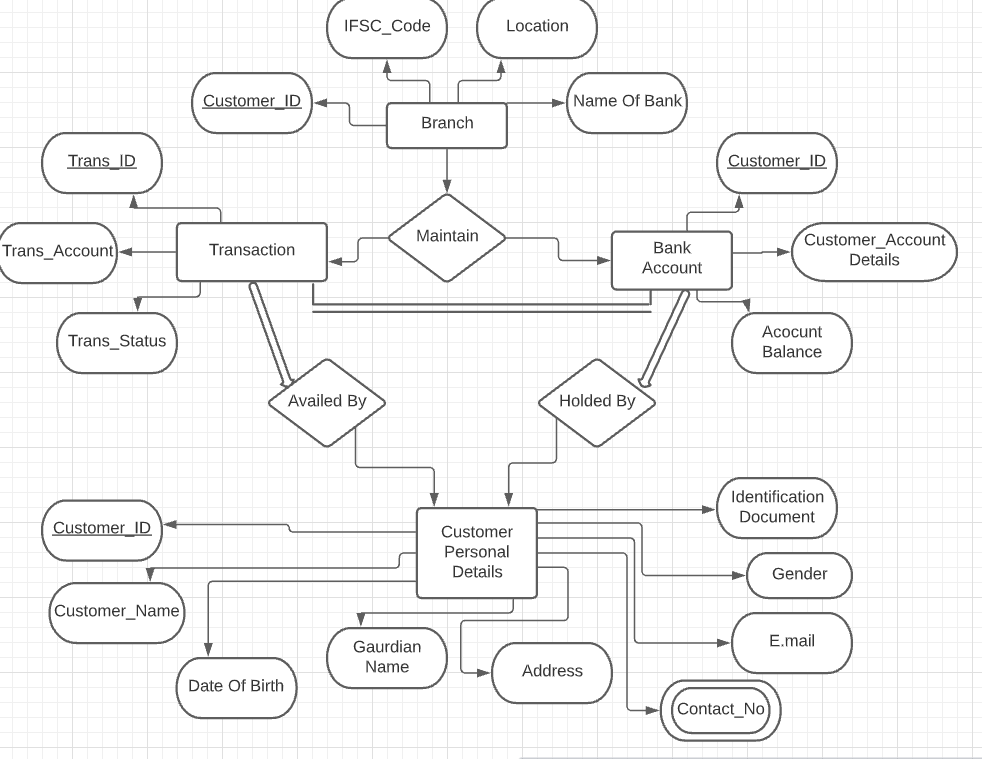 IFSC_Code
Location
Customer_ID
Name Of Bank
Branch
Trans_ID
Customer_ID
Maintain
Transaction
Trans_Account
Bank
Account
Customer_Account
Details
Trans_Status
Acocunt
Balance
Availed By
Holded By
Identification
Document
Customer_ID
Customer
Personal
Details
Gender
Customer_Name
E.mail
Gaurdian
Name
Address
Date Of Birth
Contact_No